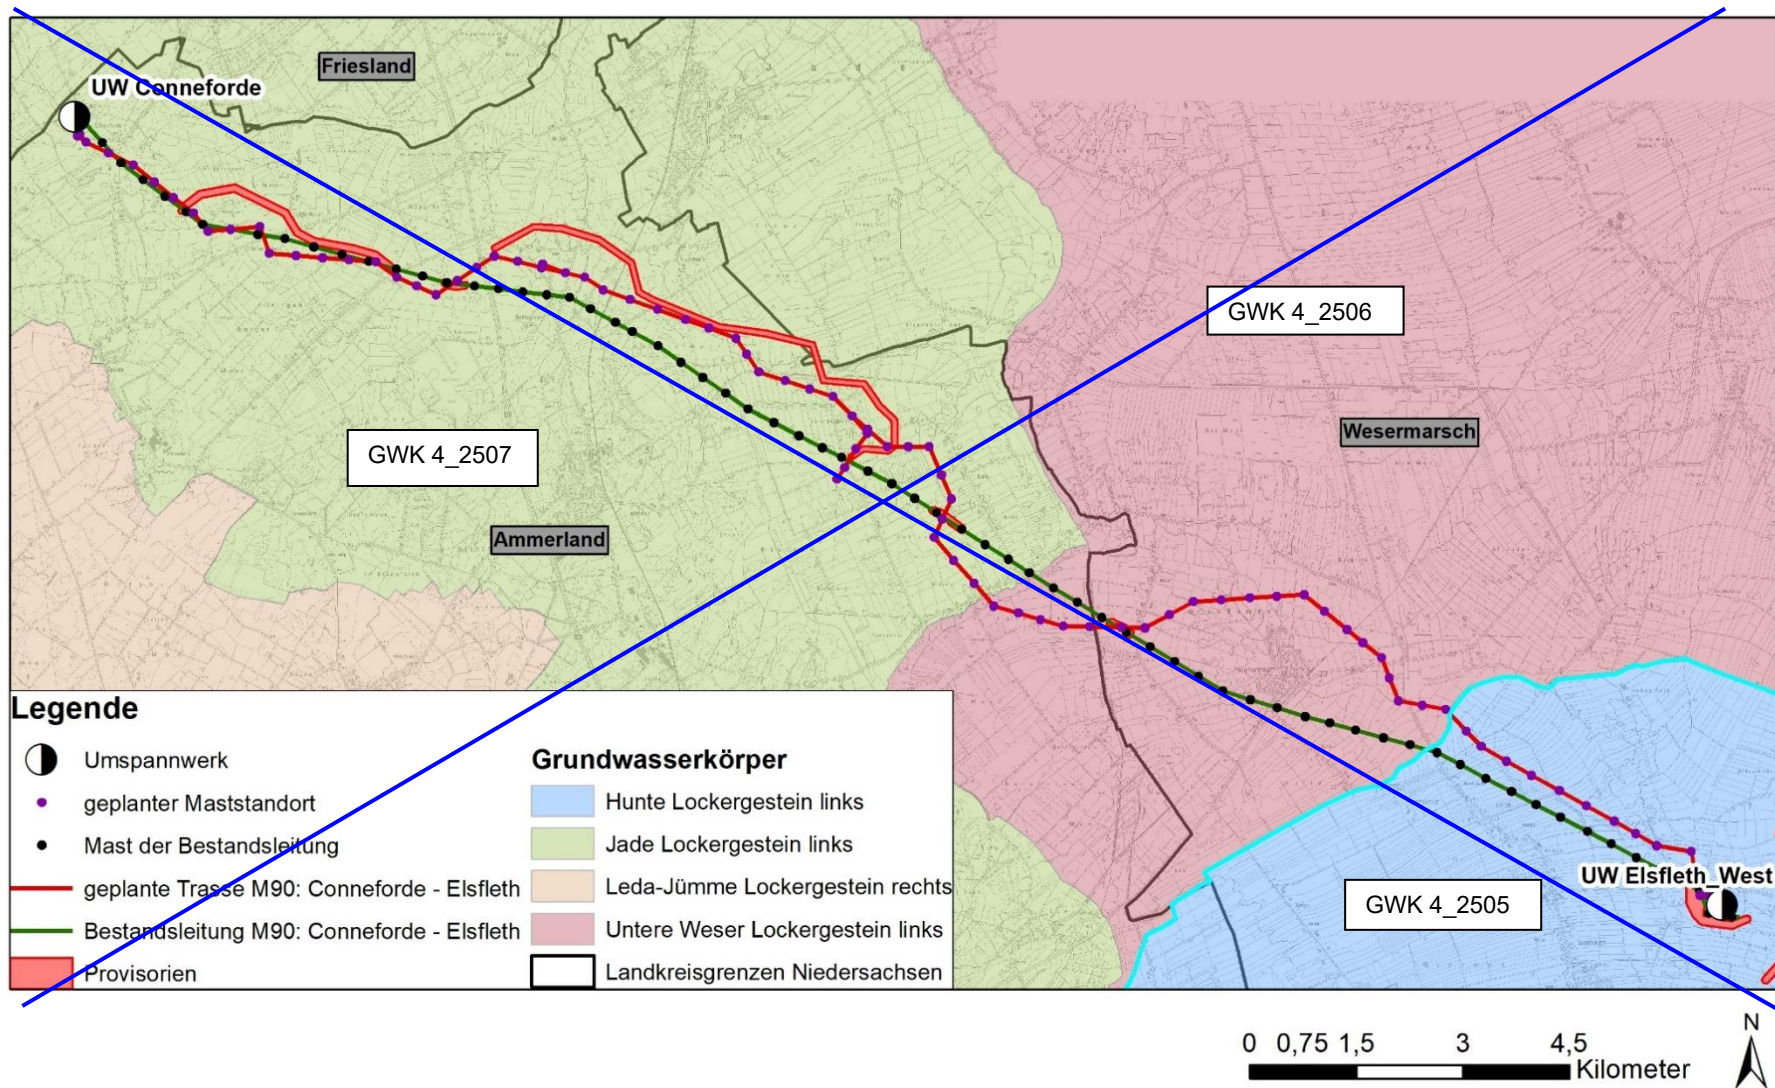 Friesland
UW Conneforde
GWK 4_2506
Wesermarsch
GWK 4_2507
Ammerland
UW Elsfleth_West
GWK 4_2505
Legende
Umspannwerk
geplanter Maststandort
Mast der Bestandsleitung
geplante Trasse M90: Conneforde - Elsfleth
Bestandsleitung M90: Conneforde - Elsfleth
Provisorien
Grundwasserkörper
Hunte Lockergestein links
Jade Lockergestein links
Leda-Jümme Lockergestein rechts
Untere Weser Lockergestein links
Landkreisgrenzen Niedersachsen
N
0 0,75 1,5 3 4,5
Kilometer